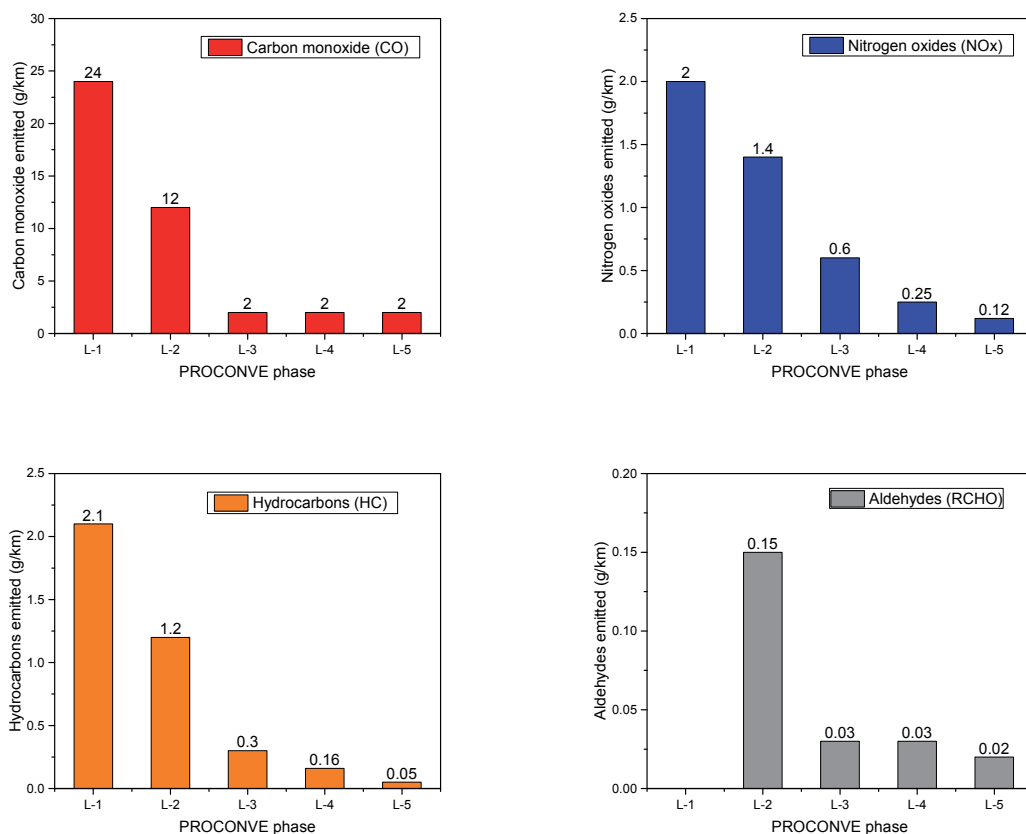 Carbon monoxide (CO)
Carbon monoxide emitted (g/km)
30
25
20
15
10
5
0
24
12
2
2
2
L-1 L-2 L-3 L-4 L-5
PROCONVE phase
Nitrogen oxides (NOx)
Nitrogen oxides emitted (g/km)
2.5
2.0
1.5
1.0
0.5
0.0
2
1.4
0.6
0.25
0.12
L-1 L-2 L-3 L-4 L-5
PROCONVE phase
Hydrocarbons (HC)
Hydrocarbons emitted (g/km)
2.5
2.0
1.5
1.0
0.5
0.0
2.1
1.2
0.3
0.16
0.05
L-1 L-2 L-3 L-4 L-5
PROCONVE phase
Aldehydes (RCHO)
Aldehydes emitted (g/km)
0.20
0.15
0.10
0.05
0.00
0.15
0.03
0.03
0.02
L-1 L-2 L-3 L-4 L-5
PROCONVE phase